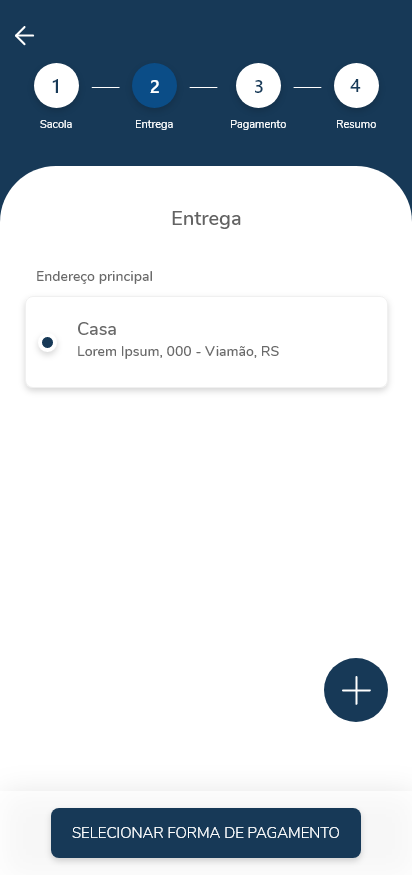 1
2
3
4
Sacola
Entrega
Pagamento
Resumo
Entrega
Endereço principal
Casa
Lorem Ipsum, 000 - Viamão, RS
SELECIONAR FORMA DE PAGAMENTO